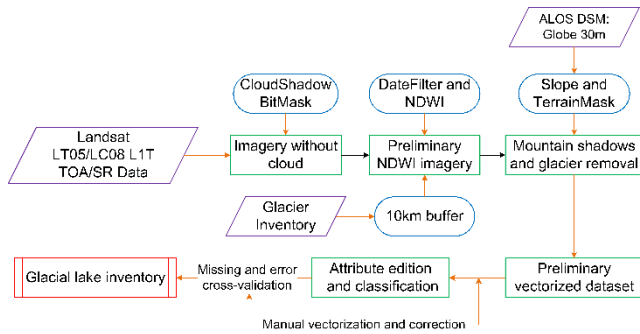 ALOS DSM:
Globe 30m
CloudShadow
BitMask
DateFilter and
NDWI
Slope and
TerrainMask
Landsat
LT05/LC08 L1T
TOA/SR Data
Imagery without
cloud
Preliminary
NDWI imagery
Mountain shadows
and glacier removal
Glacier
Inventory
10km buffer
Glacial lake inventory
Missing and error
cross-validation
Attribute edition
and classification
Preliminary
vectorized dataset
Manual vectorization and correction